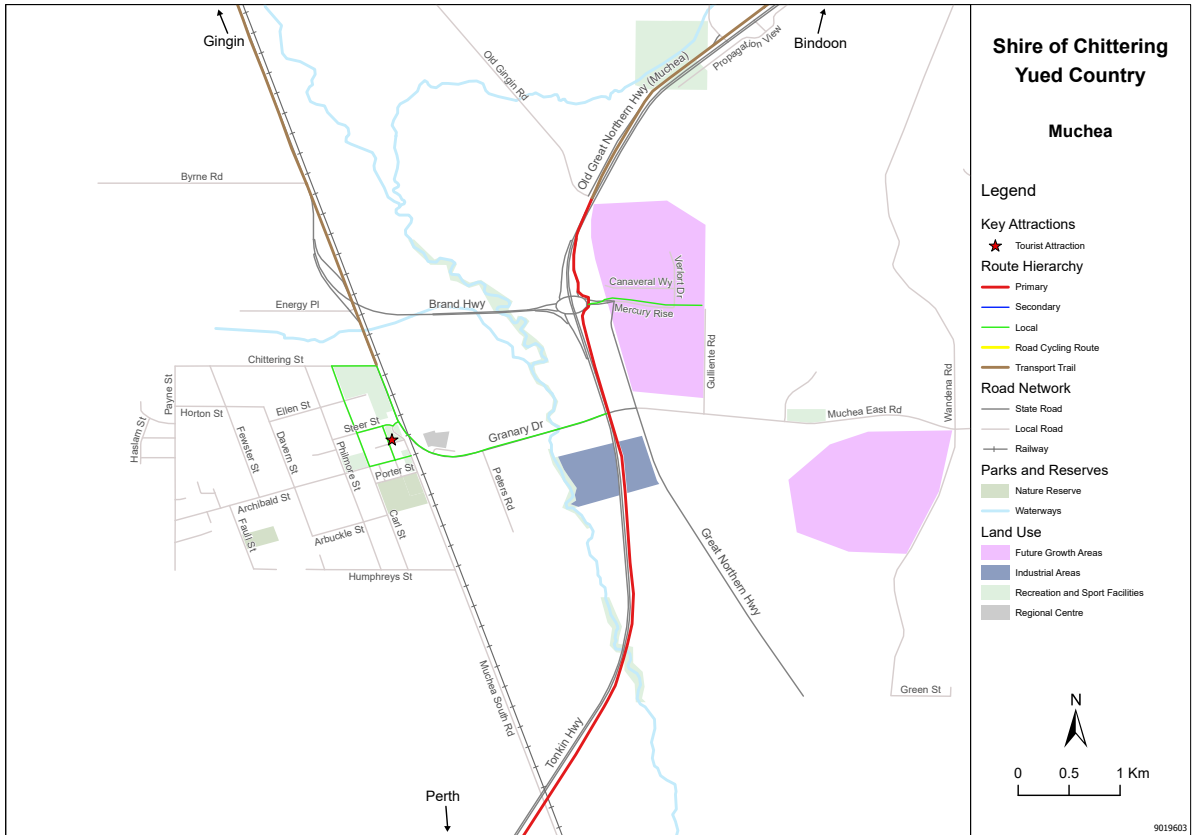 Gingin
Bindoon
Old Gingin Rd
Propagation View
Old Great Northern Hwy (Muchea)
Byrne Rd
Canaveral Wy
Verlort Dr
Energy Pl
Brand Hwy
Mercury Rise
Gulliente Rd
Chittering St
Payne St
Wandena Rd
Horton St
Ellen St
Steer St
Muchea East Rd
Haslam St
Fewster St
Davern St
Philmore St
Granary Dr
Porter St
Peters Rd
Archibald St
Faull St
Arbuckle St
Carl St
Great Northern Hwy
Humphreys St
Muchea South Rd
Green St
Tonkin Hwy
Perth
Shire of Chittering
Yued Country
Muchea
Legend
Key Attractions
Tourist Attraction
Route Hierarchy
Primary
Secondary
Local
Road Cycling Route
Transport Trail
Road Network
State Road
Local Road
Railway
Parks and Reserves
Nature Reserve
Waterways
Land Use
Future Growth Areas
Industrial Areas
Recreation and Sport Facilities
Regional Centre
N
0 0.5 1 Km
9019603